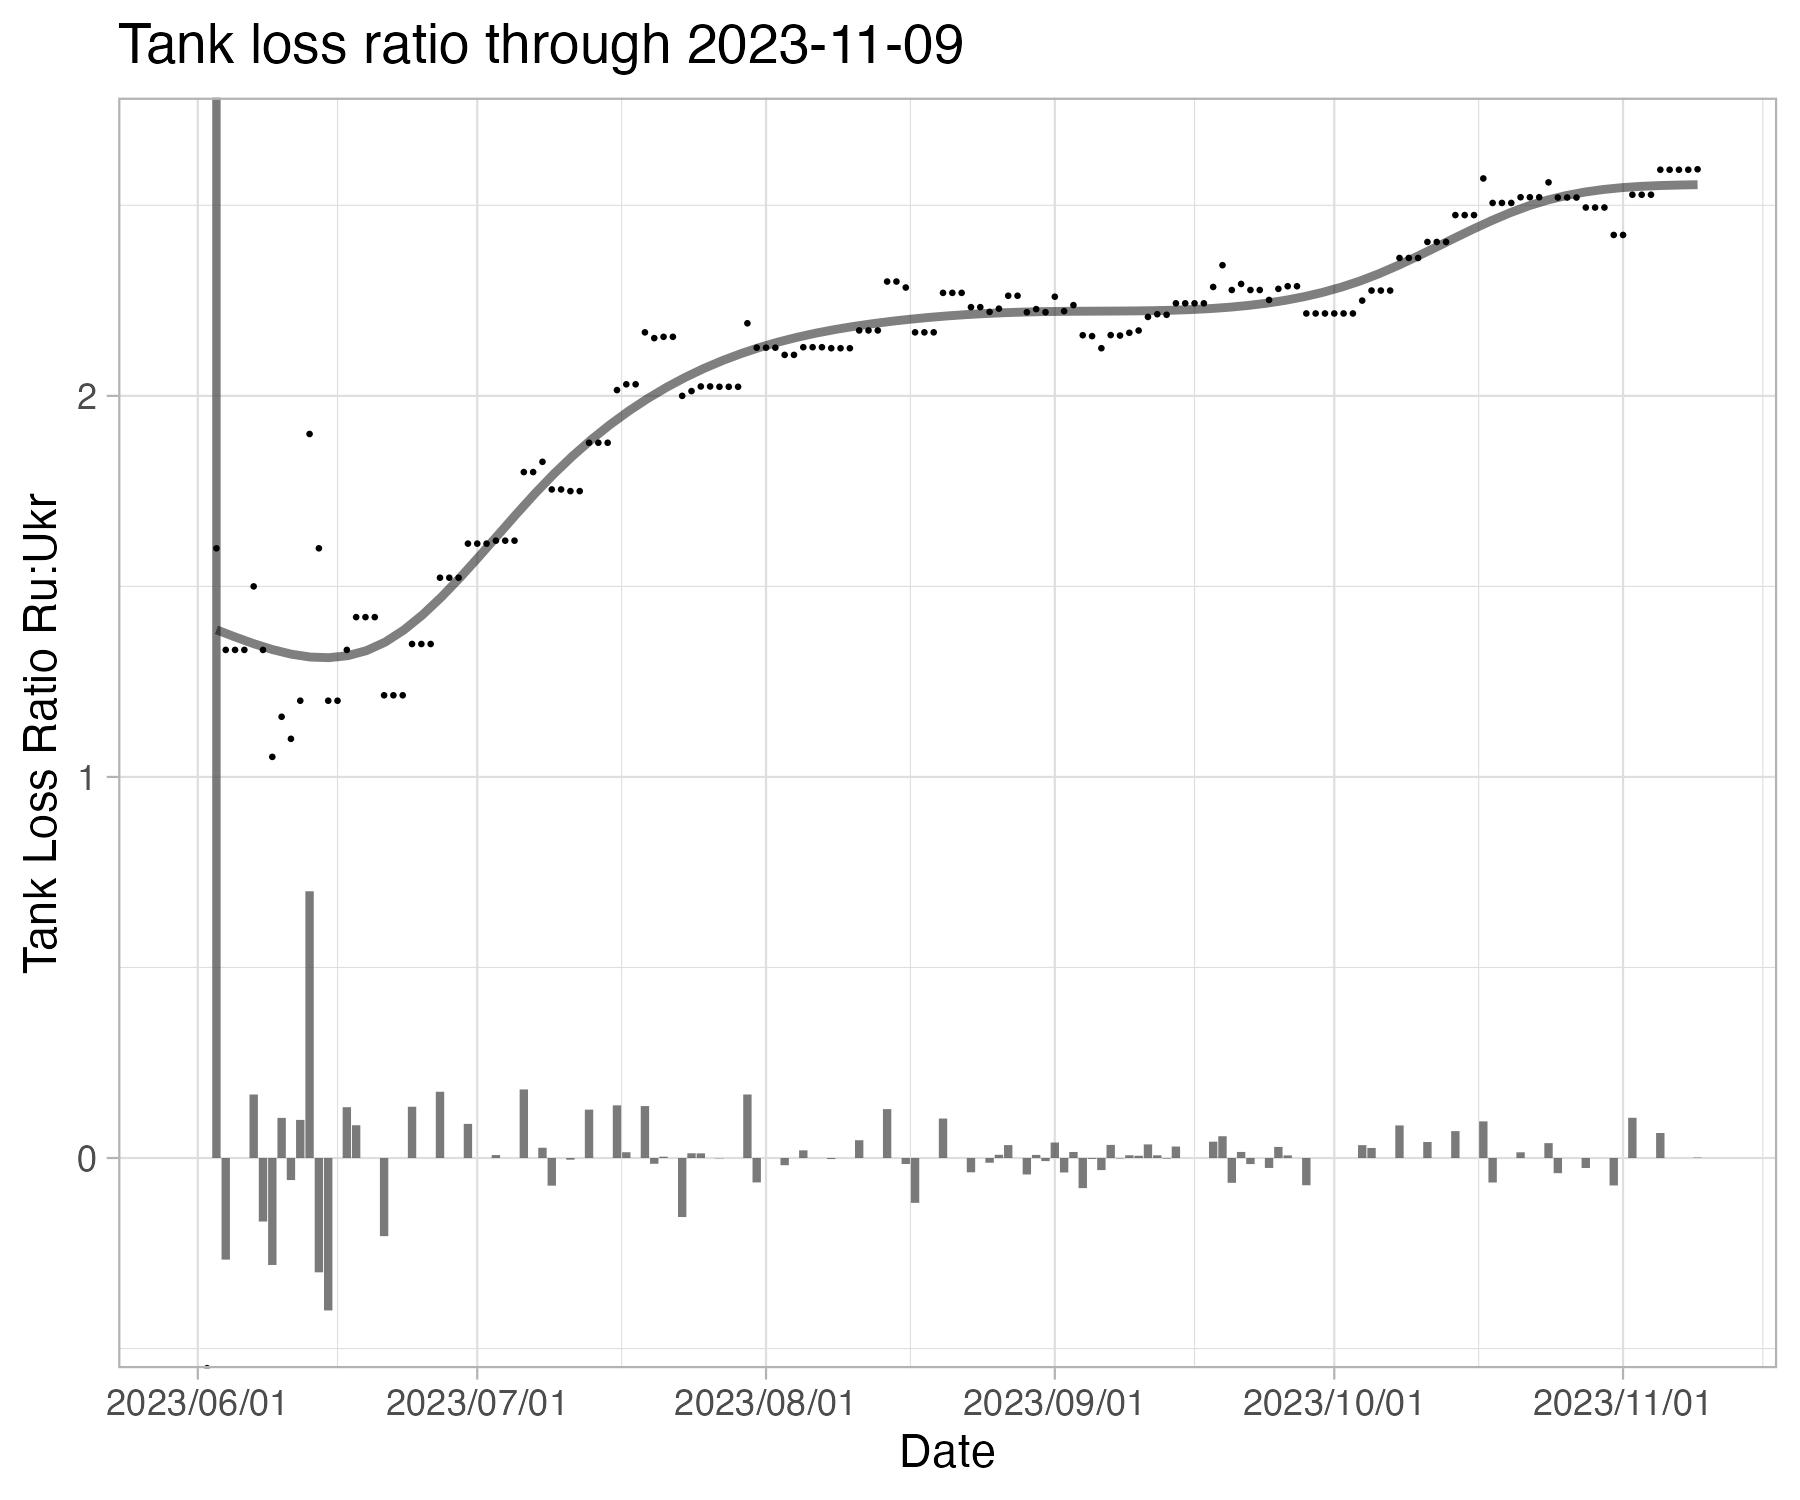 Tank loss ratio through 2023-11-09
Tank Loss Ratio Ru:Ukr
2
1
0
2023/06/01 2023/07/01 2023/08/01 2023/09/01 2023/10/01 2023/11/01
Date